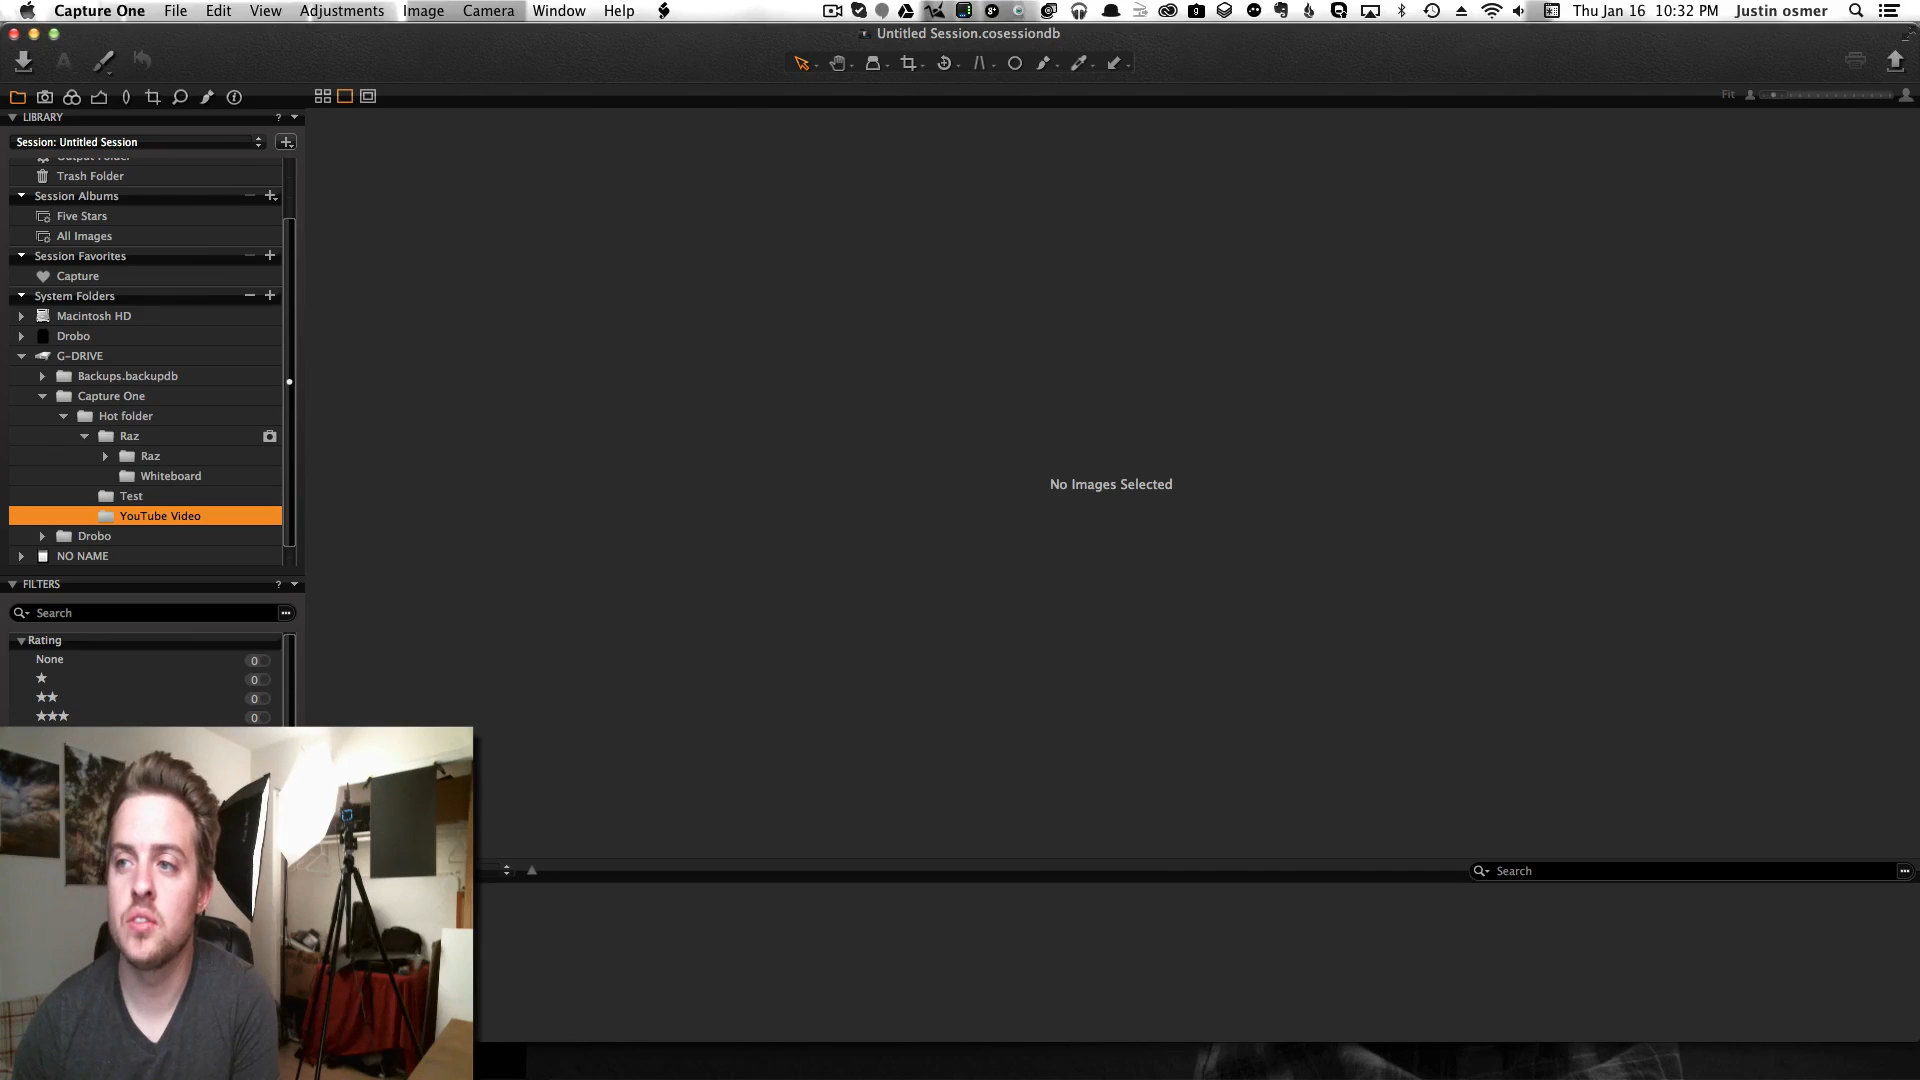 Capture One File Edit View Adjustments Image Camera Window Help Thu Jan 16 10:32 PM Justin osmer
Untitled Session.cosessiondb
Fit
LIBRARY ?
Session: Untitled Session
Output Folder
Trash Folder
Session Albums
Five Stars
All Images
Session Favorites
Capture
System Folders
Macintosh HD
Drobo
G-DRIVE
Backups.backupdb
Capture One
Hot folder
Raz
Raz
Whiteboard
Test
YouTube Video
Drobo
NO NAME
No Images Selected
FILTERS ?
Search
Rating
None 0
★ 0
★★ 0
★★★ 0
Search